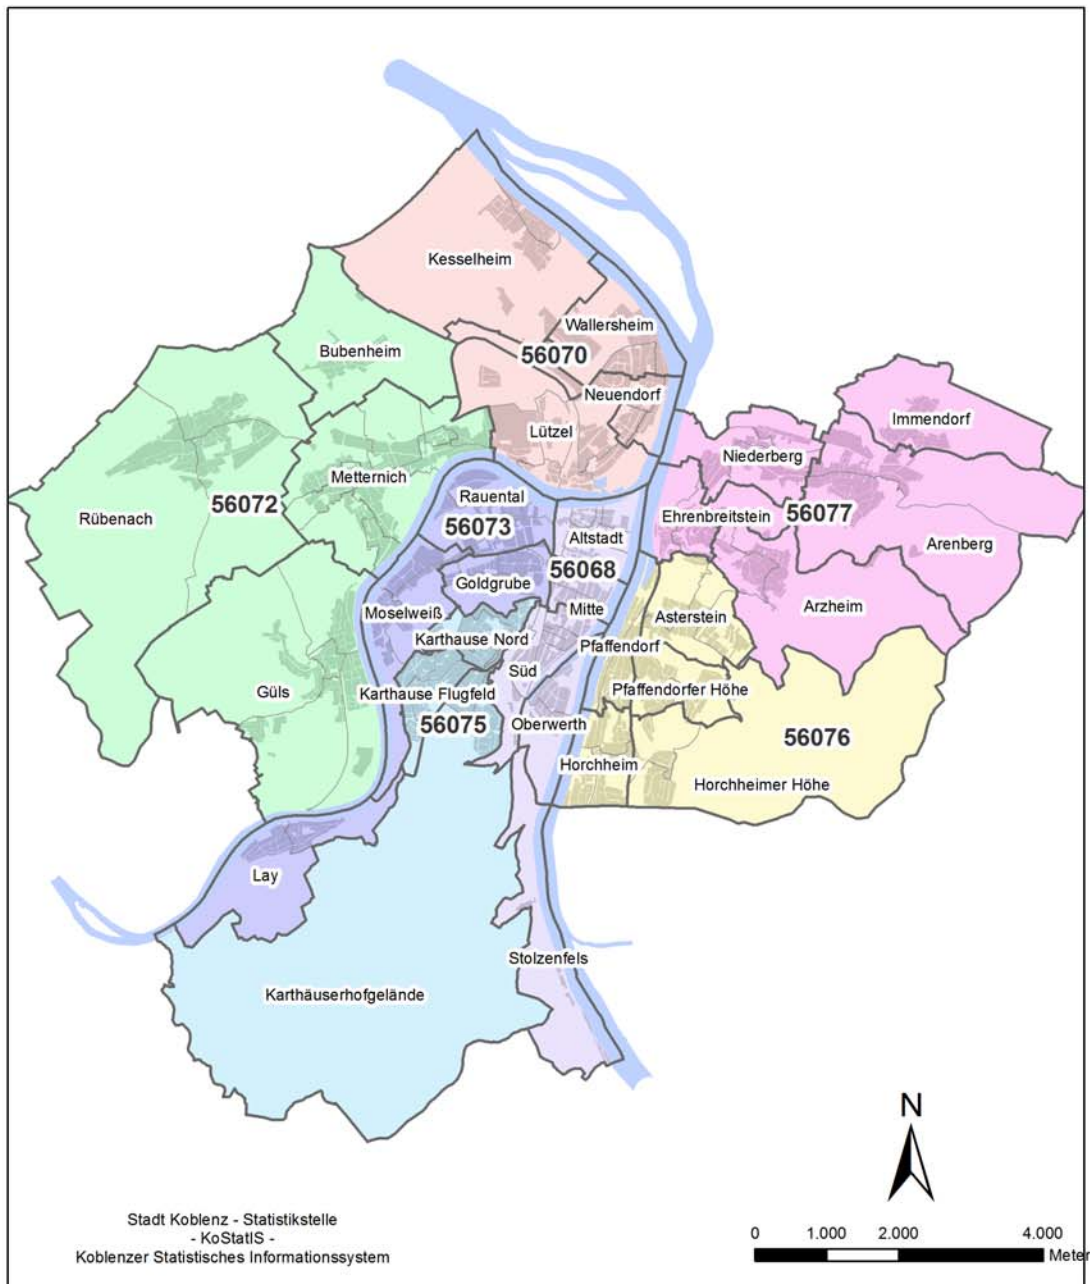 Kesselheim
Wallersheim
Bubenheim
56070
Neuendorf
Immendorf
Lützel
Niederberg
Metternich
Rauental
56072
Rübenach
56073
Ehrenbreitstein
56077
Altstadt
Arenberg
56068
Goldgrube
Moselweiß
Mitte
Arzheim
Asterstein
Karthause Nord
Pfaffendorf
Süd
Güls
Karthause Flugfeld
Pfaffendorfer Höhe
56075
Oberwerth
56076
Horchheim
Horchheimer Höhe
Lay
Stolzenfels
Karthäuserhofgelände
N
Stadt Koblenz - Statistikstelle
- KoStatIS -
Koblenzer Statistisches Informationssystem
0 1.000 2.000 4.000
Meter